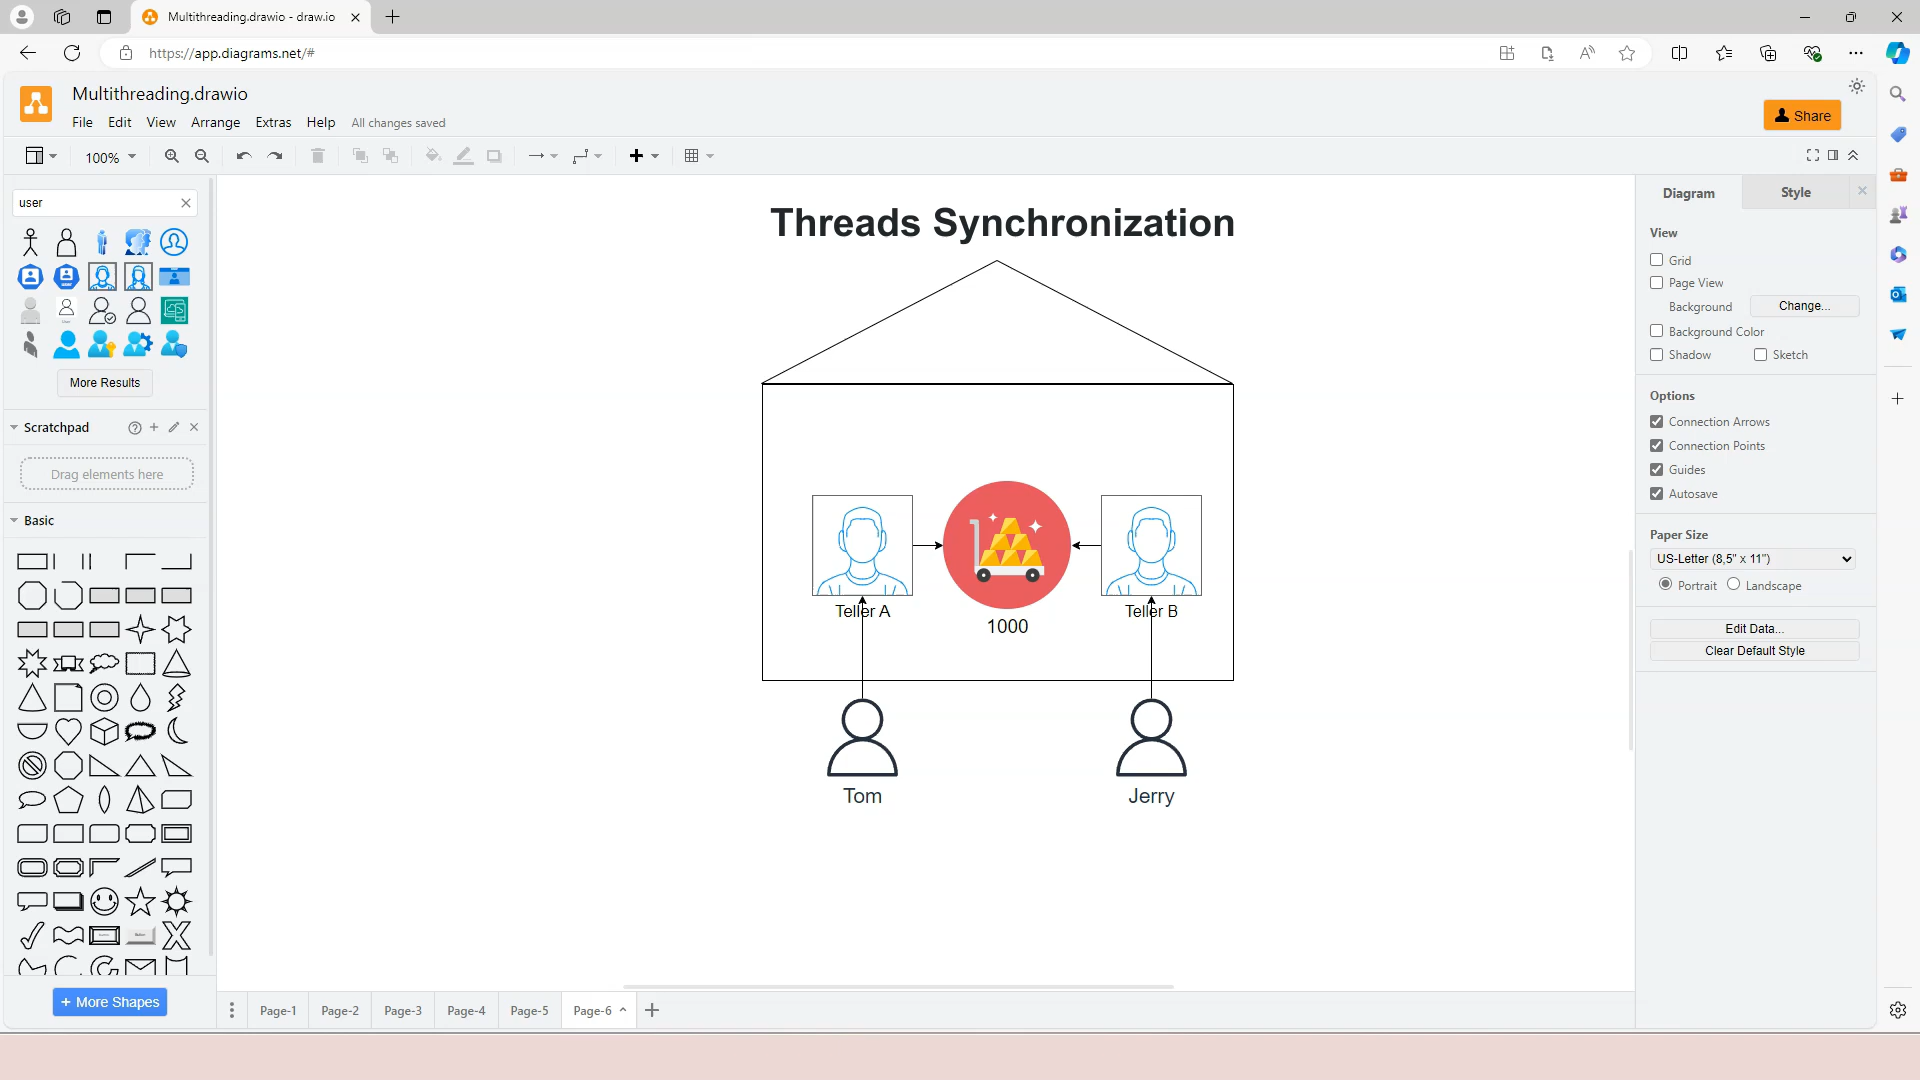 Multithreading.drawio - draw.io
https://app.diagrams.net/#
Multithreading.drawio
File Edit View Arrange Extras Help All changes saved
Share
100%
user
More Results
Scratchpad
Drag elements here
Basic
More Shapes
Threads Synchronization
Teller A
1000
Teller B
Tom
Jerry
Page-1 Page-2 Page-3 Page-4 Page-5 Page-6
Diagram Style
View
Grid
Page View
Background Change...
Background Color
Shadow Sketch
Options
Connection Arrows
Connection Points
Guides
Autosave
Paper Size
US-Letter (8,5" x 11")
Portrait Landscape
Edit Data...
Clear Default Style